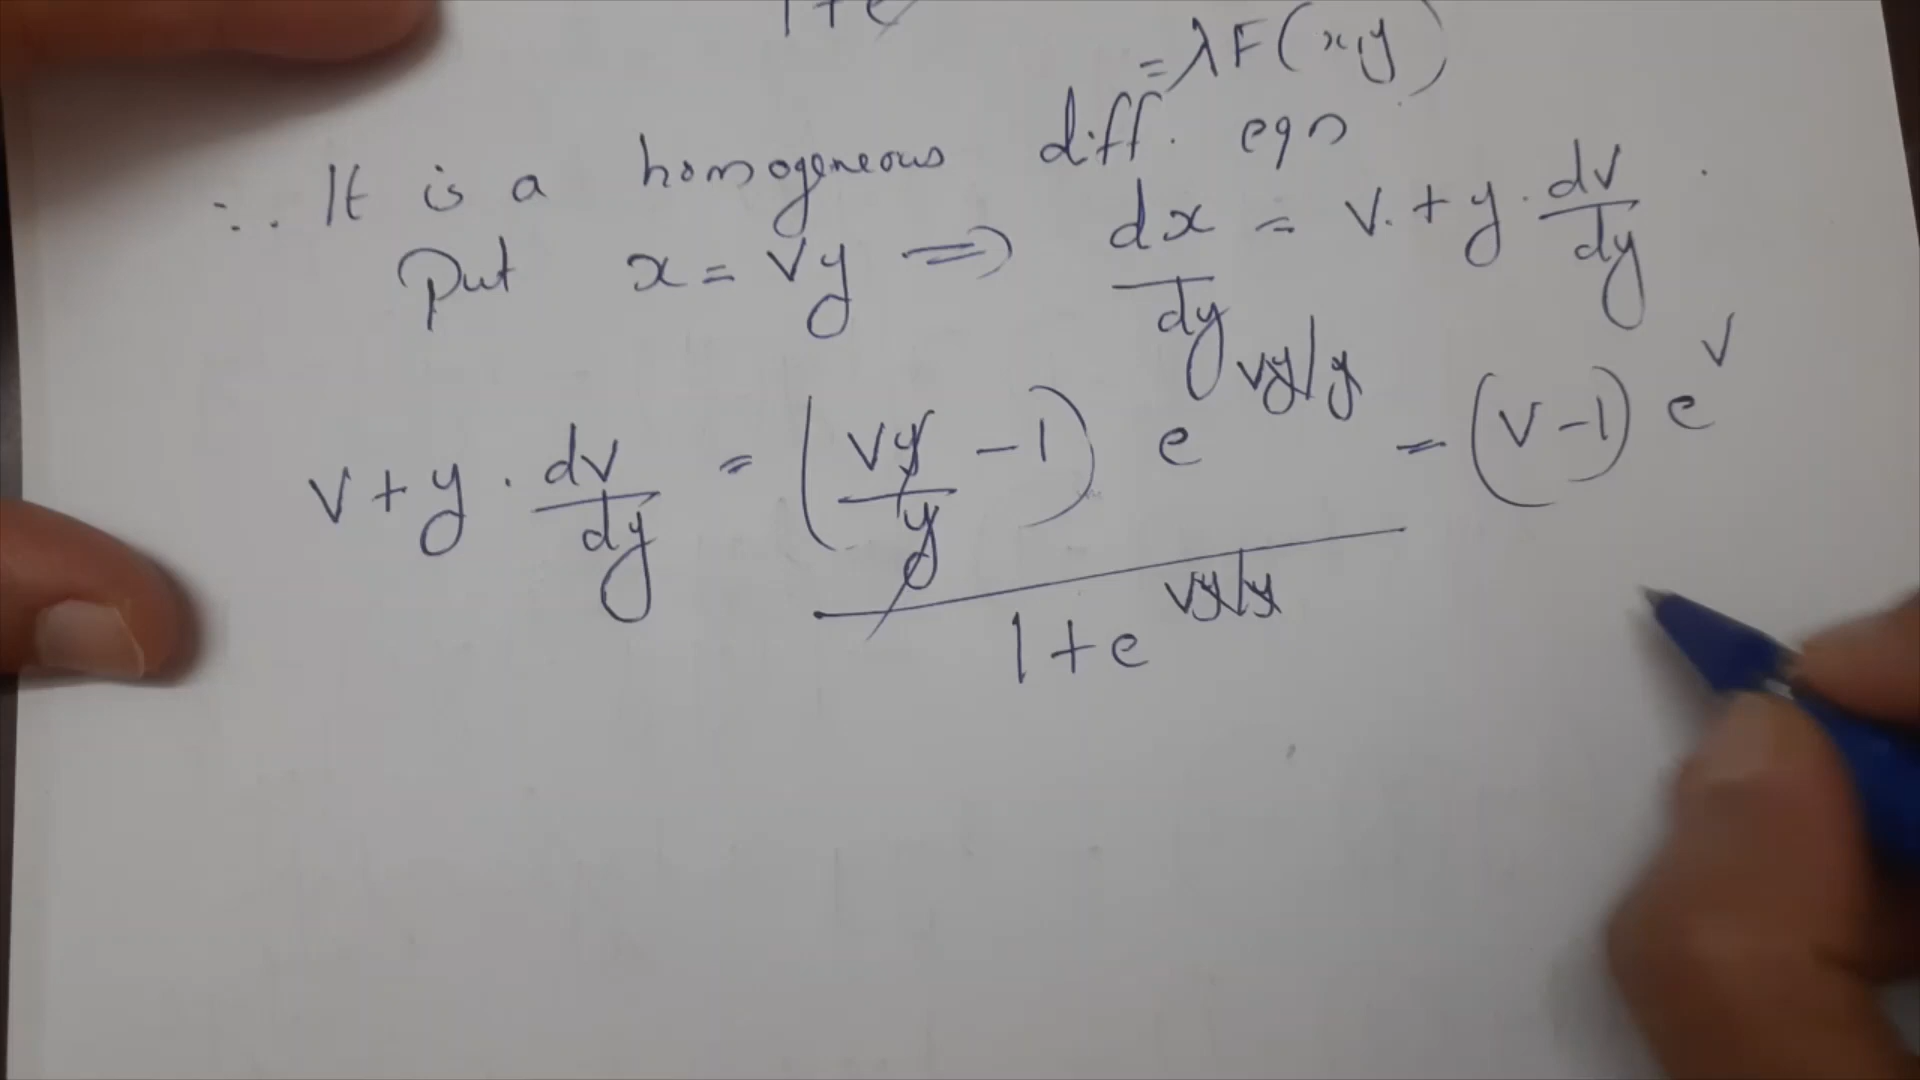 1+e
=λF(x,y)
∴ It is a homogeneous diff. eqn
Put x = vy ⇒ dx/dy = v + y·dv/dy
v + y·dv/dy = (vy/y − 1) e^(vy/y) / (1+e^(vy/y)) = (v−1) e^v